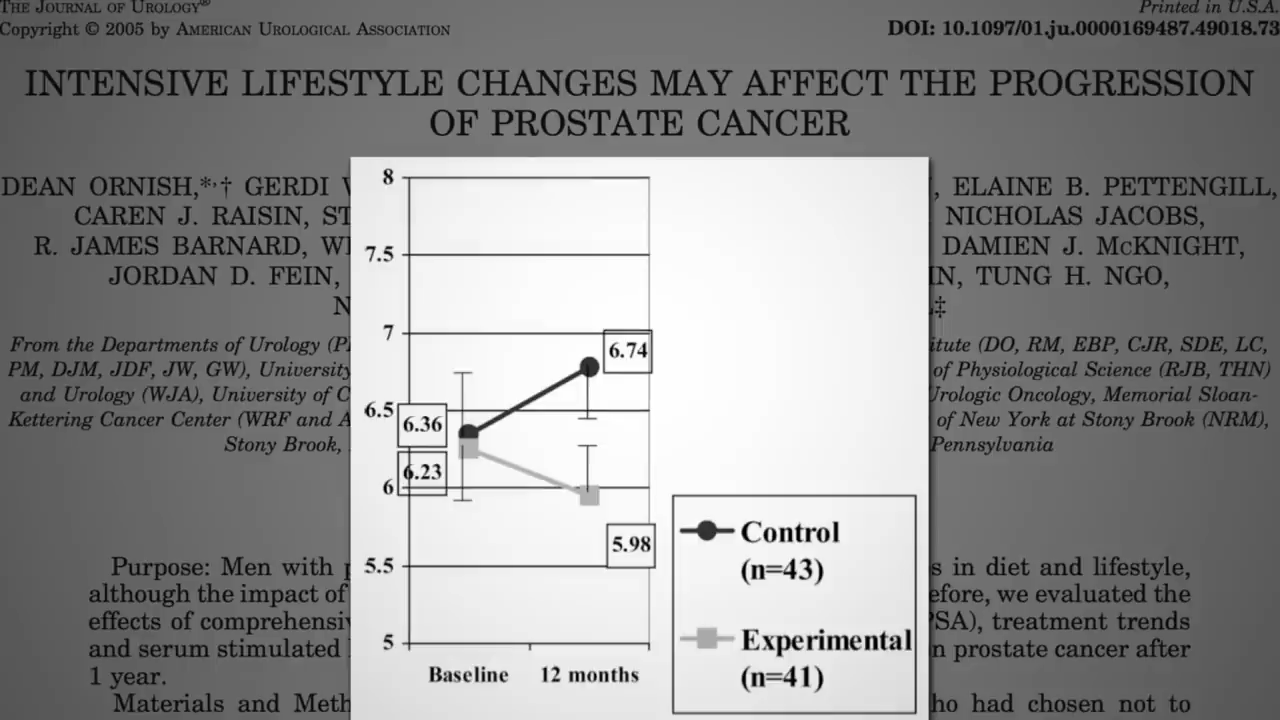 THE JOURNAL OF UROLOGY®
Printed in U.S.A.
Copyright © 2005 by AMERICAN UROLOGICAL ASSOCIATION
DOI: 10.1097/01.ju.0000169487.49018.73
INTENSIVE LIFESTYLE CHANGES MAY AFFECT THE PROGRESSION
OF PROSTATE CANCER
DEAN ORNISH,*,† GERDI
ELAINE B. PETTENGILL,
CAREN J. RAISIN,
NICHOLAS JACOBS,
R. JAMES BARNARD,
DAMIEN J. McKNIGHT,
JORDAN D. FEIN,
TUNG H. NGO,
From the Departments of Urology
(DO, RM, EBP, CJR, SDE, LC,
PM, DJM, JDF, JW, GW), University
of Physiological Science (RJB, THN)
and Urology (WJA), University of
Urologic Oncology, Memorial Sloan-
Kettering Cancer Center (WRF and
of New York at Stony Brook (NRM),
Stony Brook,
Pennsylvania
8
7.5
7
6.5
6
5.5
5
6.74
6.36
6.23
5.98
Baseline
12 months
Control
(n=43)
Experimental
(n=41)
Purpose: Men with
in diet and lifestyle,
although the impact of
we evaluated the
effects of
PSA), treatment trends
and serum stimulated
prostate cancer after
1 year.
Materials and
had chosen not to